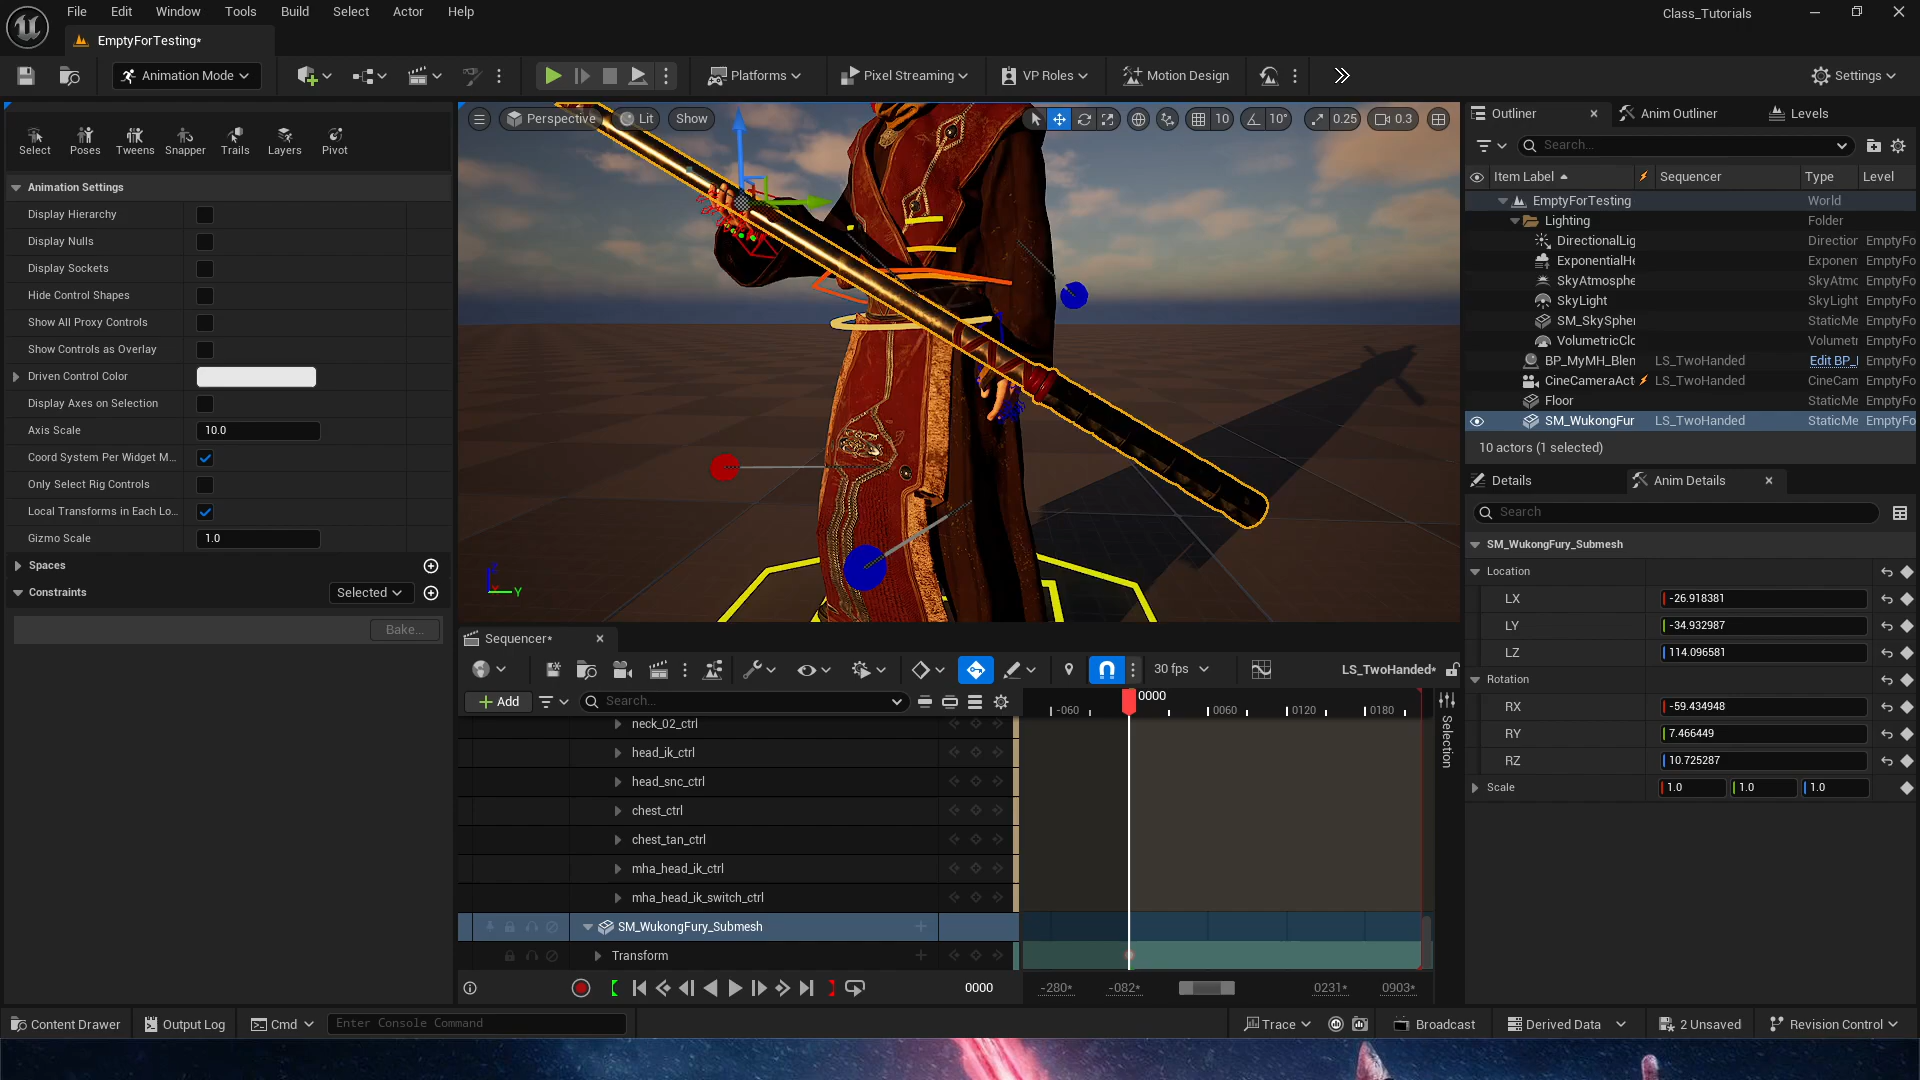 File Edit Window Tools Build Select Actor Help
Class_Tutorials
EmptyForTesting*
Animation Mode
Platforms
Pixel Streaming
VP Roles
Motion Design
Settings
Select Poses Tweens Snapper Trails Layers Pivot
Animation Settings
Display Hierarchy
Display Nulls
Display Sockets
Hide Control Shapes
Show All Proxy Controls
Show Controls as Overlay
Driven Control Color
Display Axes on Selection
Axis Scale 10.0
Coord System Per Widget M...
Only Select Rig Controls
Local Transforms in Each Lo...
Gizmo Scale 1.0
Spaces
Constraints Selected
Bake...
Perspective Lit Show
10 10° 0.25 0.3
Y
Sequencer*
30 fps
LS_TwoHanded*
Add Search...
0000
-060 0060 0120 0180
Selection
neck_02_ctrl
head_ik_ctrl
head_snc_ctrl
chest_ctrl
chest_tan_ctrl
mha_head_ik_ctrl
mha_head_ik_switch_ctrl
SM_WukongFury_Submesh
Transform
0000 -280* -082* 0231* 0903*
Outliner Anim Outliner Levels
Search...
Item Label Sequencer Type Level
EmptyForTesting World
Lighting Folder
DirectionalLig Direction EmptyFo
ExponentialHe Exponen EmptyFo
SkyAtmosphe SkyAtmo EmptyFo
SkyLight SkyLight EmptyFo
SM_SkySpher StaticMe EmptyFo
VolumetricClo Volumetr EmptyFo
BP_MyMH_Blen LS_TwoHanded Edit BP_I EmptyFo
CineCameraAct LS_TwoHanded CineCam EmptyFo
Floor StaticMe EmptyFo
SM_WukongFur LS_TwoHanded StaticMe EmptyFo
10 actors (1 selected)
Details Anim Details
Search
SM_WukongFury_Submesh
Location
LX -26.918381
LY -34.932987
LZ 114.096581
Rotation
RX -59.434948
RY 7.466449
RZ 10.725287
Scale 1.0 1.0 1.0
Content Drawer Output Log Cmd Enter Console Command
Trace Broadcast Derived Data 2 Unsaved Revision Control